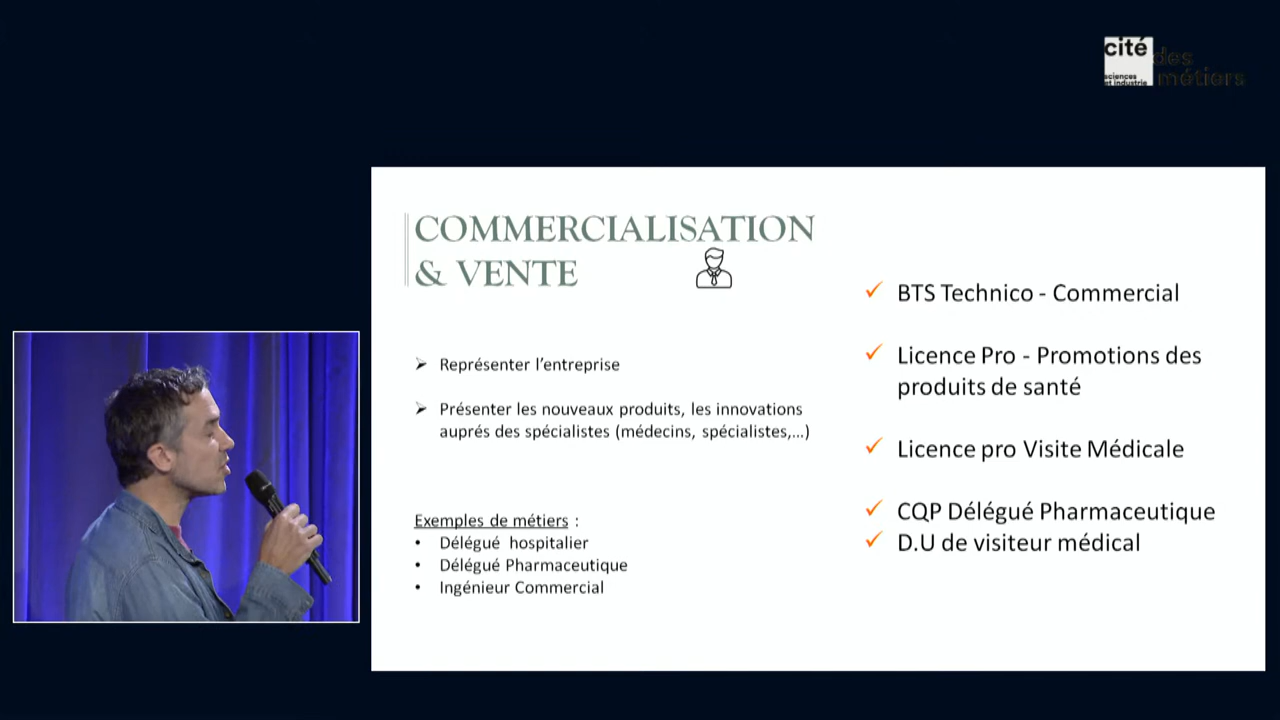 cité
des
métiers
sciences
et industrie
COMMERCIALISATION
& VENTE
Représenter l'entreprise
Présenter les nouveaux produits, les innovations
auprés des spécialistes (médecins, spécialistes,...)
Exemples de métiers :
• Délégué hospitalier
• Délégué Pharmaceutique
• Ingénieur Commercial
BTS Technico - Commercial
Licence Pro - Promotions des
produits de santé
Licence pro Visite Médicale
CQP Délégué Pharmaceutique
D.U de visiteur médical